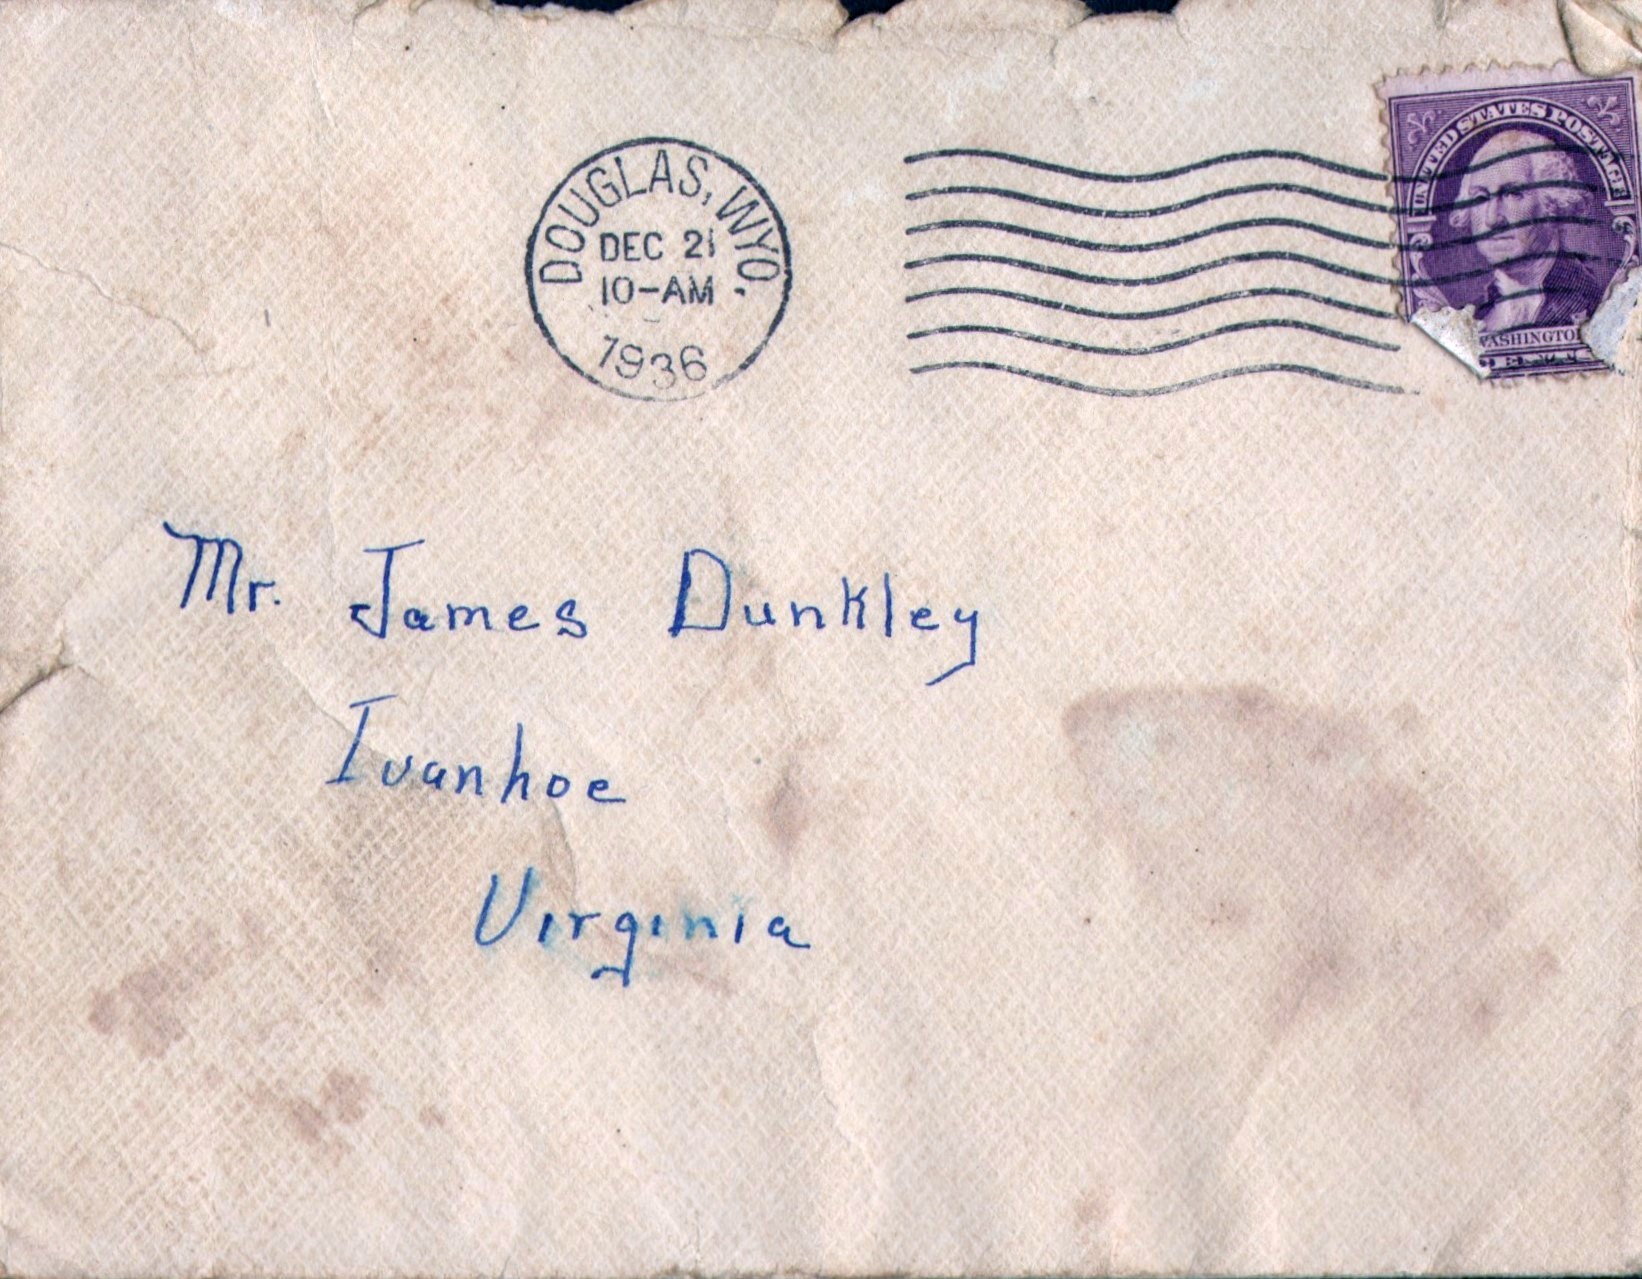 DOUGLAS, WYO.
DEC 21
10-AM
1936
UNITED STATES POSTAGE
WASHINGTON
Mr. James Dunkley
Ivanhoe
Virginia